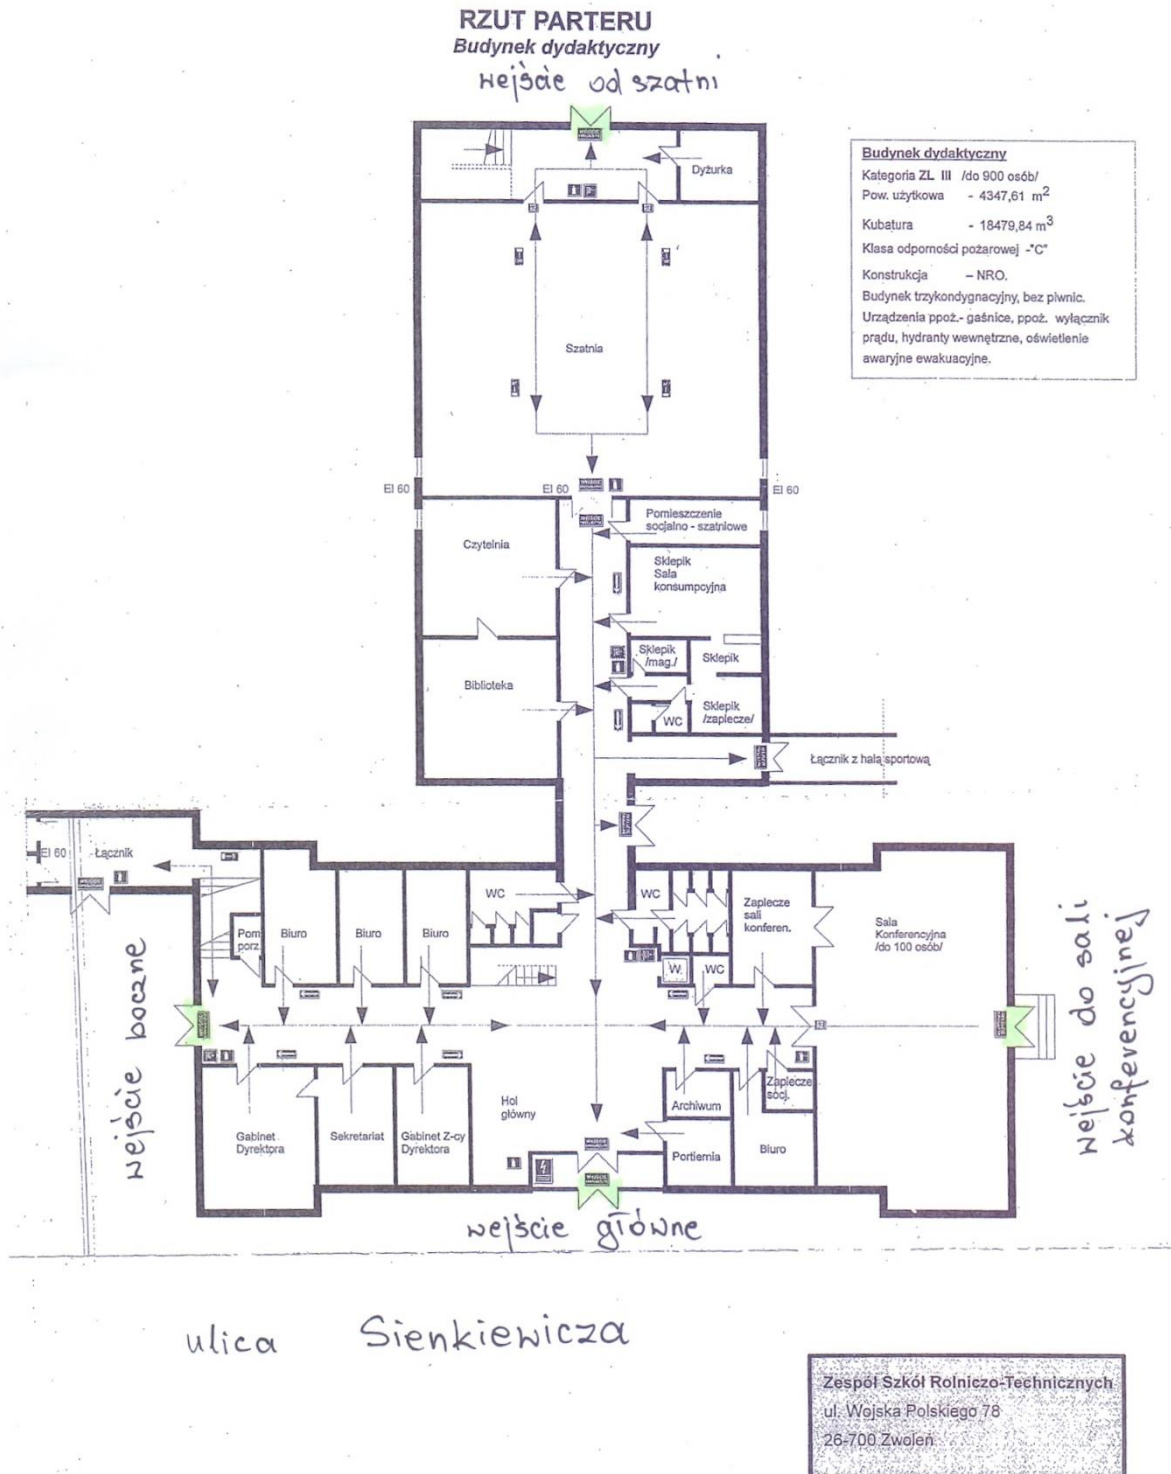 RZUT PARTERU
Budynek dydaktyczny
wejście od szatni
Budynek dydaktyczny
Kategoria ZL III /do 900 osób/
Pow. użytkowa - 4347,61 m²
Kubatura - 18479,84 m³
Klasa odporności pożarowej -"C"
Konstrukcja – NRO.
Budynek trzykondygnacyjny, bez piwnic.
Urządzenia ppoż.- gaśnice, ppoż. wyłącznik
prądu, hydranty wewnętrzne, oświetlenie
awaryjne ewakuacyjne.
Dyżurka
Szatnia
EI 60
EI 60
EI 60
Pomieszczenie
socjalno - szatniowe
Czytelnia
Sklepik
Sala
konsumpcyjna
Sklepik
/mag./
Sklepik
Biblioteka
Sklepik
/zaplecze/
WC
Łącznik z halą sportową
EI 60
Łącznik
WC
WC
Zaplecze
sali
konferen.
Sala
Konferencyjna
/do 100 osób/
Pom
porz.
Biuro
Biuro
Biuro
W.
WC
wejście boczne
wejście do sali
konferencyjnej
Zaplecze
socj.
Hol
główny
Archiwum
Gabinet
Dyrektora
Sekretariat
Gabinet Z-cy
Dyrektora
Portiernia
Biuro
wejście główne
ulica Sienkiewicza
Zespół Szkół Rolniczo-Technicznych
ul. Wojska Polskiego 78
26-700 Zwoleń